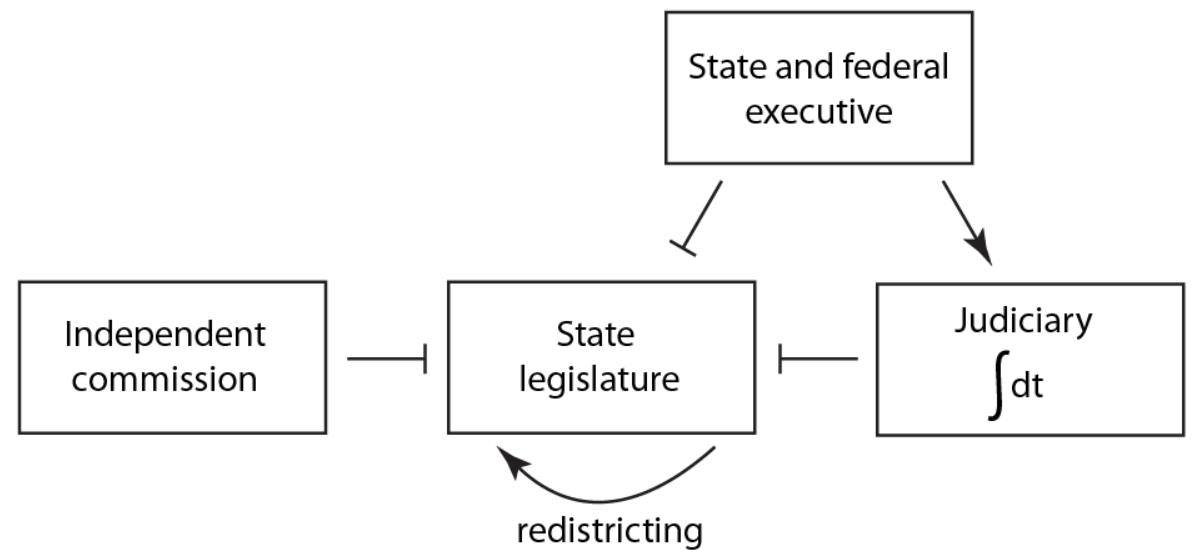 State and federal
executive
Independent
commission
State
legislature
Judiciary
∫dt
redistricting